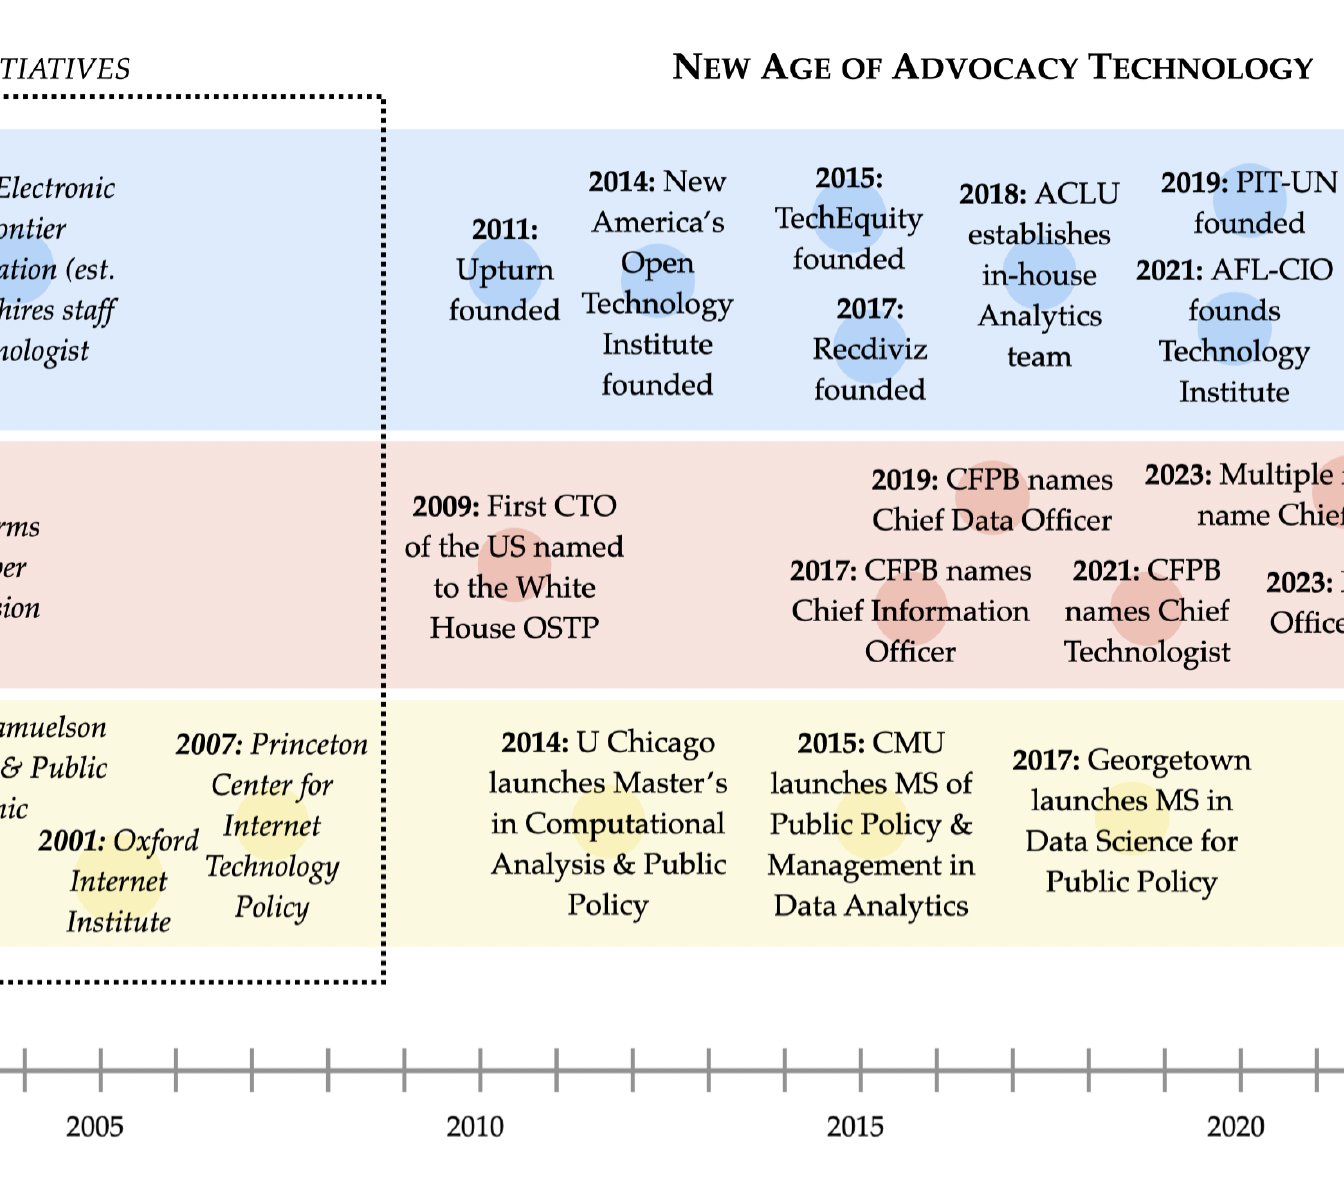 TIATIVES
NEW AGE OF ADVOCACY TECHNOLOGY
Electronic
ontier
ation (est.
hires staff
nologist
2011:
Upturn
founded
2014: New
America's
Open
Technology
Institute
founded
2015:
TechEquity
founded
2017:
Recdiviz
founded
2018: ACLU
establishes
in-house
Analytics
team
2019: PIT-UN
founded
2021: AFL-CIO
founds
Technology
Institute
rms
er
sion
2009: First CTO
of the US named
to the White
House OSTP
2019: CFPB names
Chief Data Officer
2017: CFPB names
Chief Information
Officer
2021: CFPB
names Chief
Technologist
2023: Multiple
name Chief
2023:
Office
amuelson
& Public
nic
2001: Oxford
Internet
Institute
2007: Princeton
Center for
Internet
Technology
Policy
2014: U Chicago
launches Master's
in Computational
Analysis & Public
Policy
2015: CMU
launches MS of
Public Policy &
Management in
Data Analytics
2017: Georgetown
launches MS in
Data Science for
Public Policy
2005
2010
2015
2020